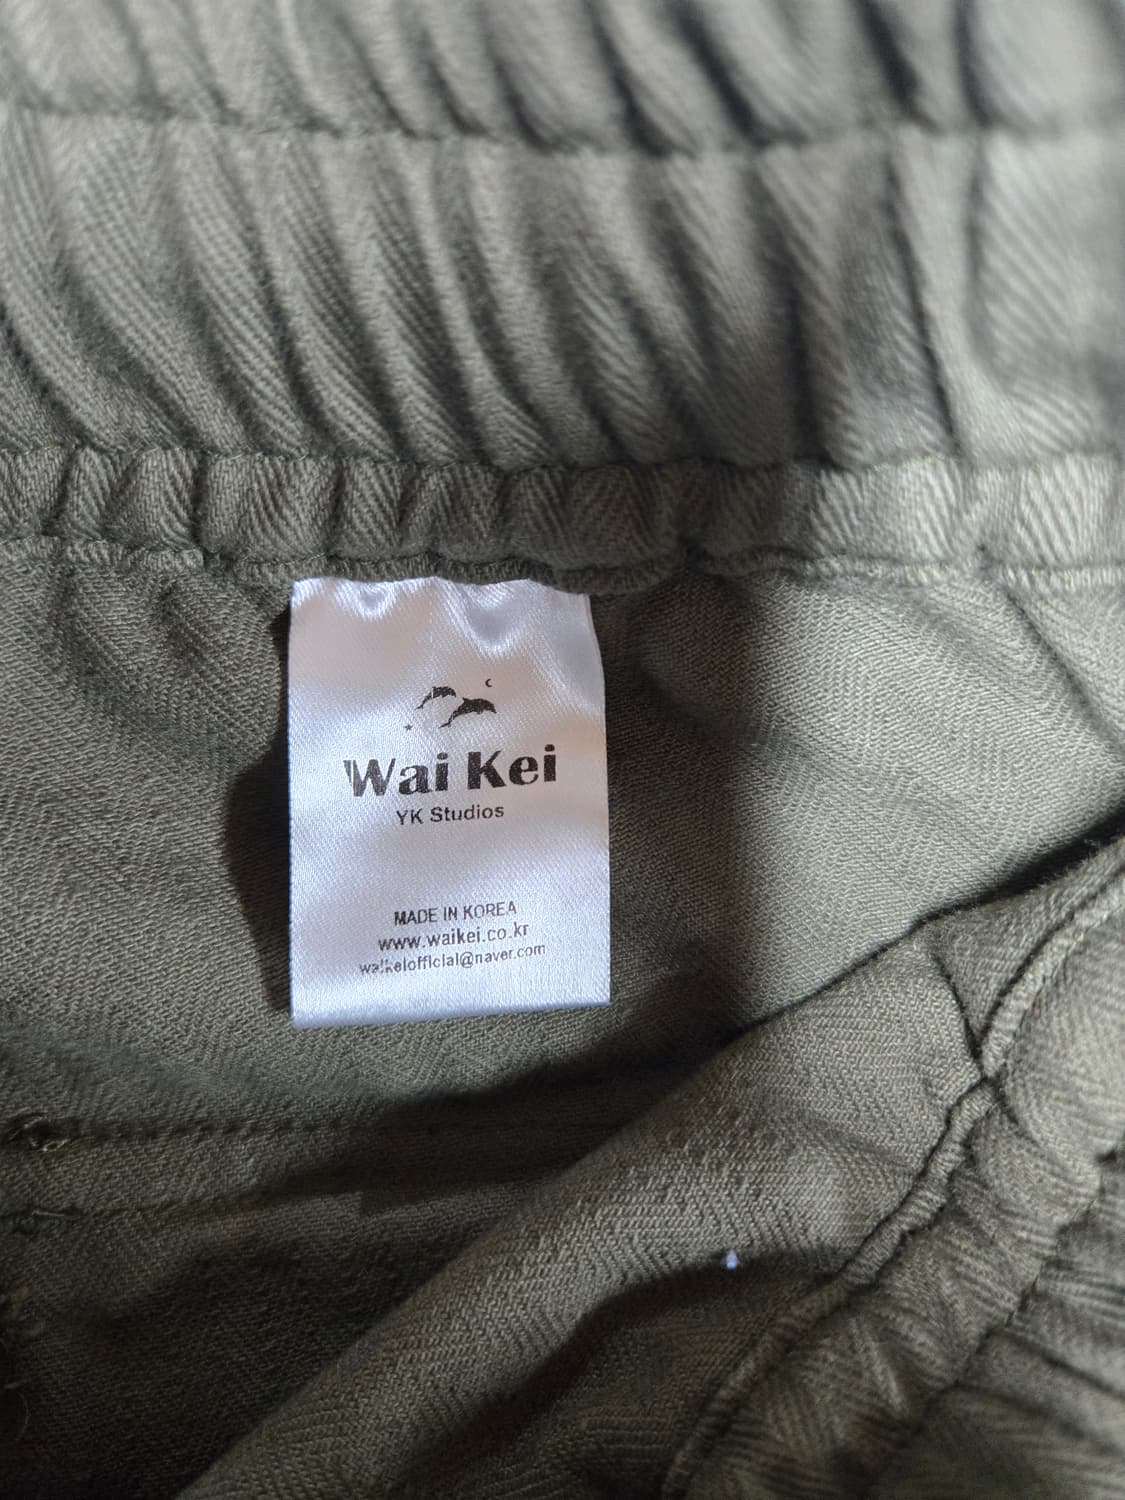 Wai Kei
YK Studios
MADE IN KOREA
www.waikei.co.kr
waikeiofficial@naver.com